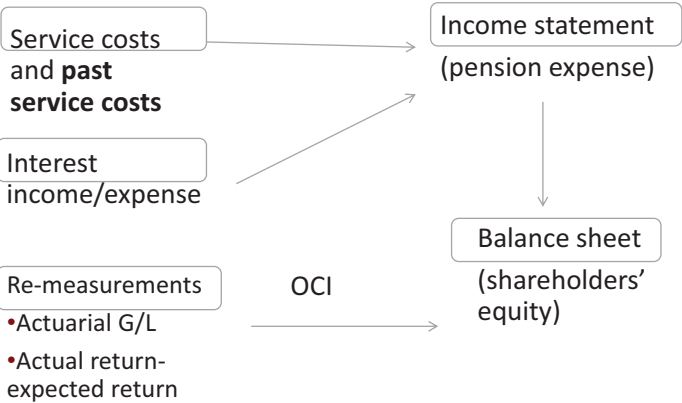 Service costs
and past
service costs
Income statement
(pension expense)
Interest
income/expense
Balance sheet
(shareholders’
equity)
Re-measurements
•Actuarial G/L
•Actual return-
expected return
OCI